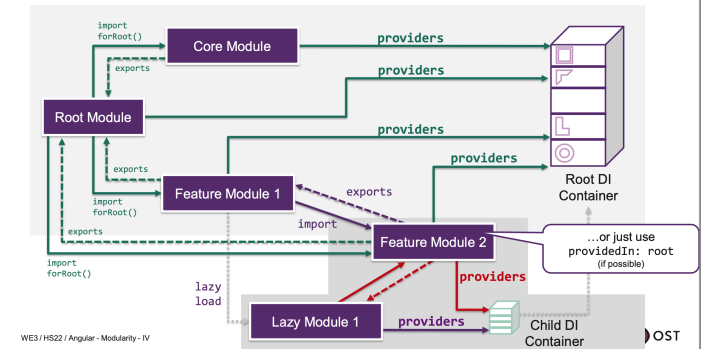 import
forRoot()
Core Module
providers
exports
providers
Root Module
providers
providers
exports
Root DI
Container
import
forRoot()
Feature Module 1
exports
import
exports
Feature Module 2
…or just use
providedIn: root
(if possible)
import
forRoot()
providers
lazy
load
Lazy Module 1
providers
Child DI
Container
WE3 / HS22 / Angular - Modularity - IV
OST